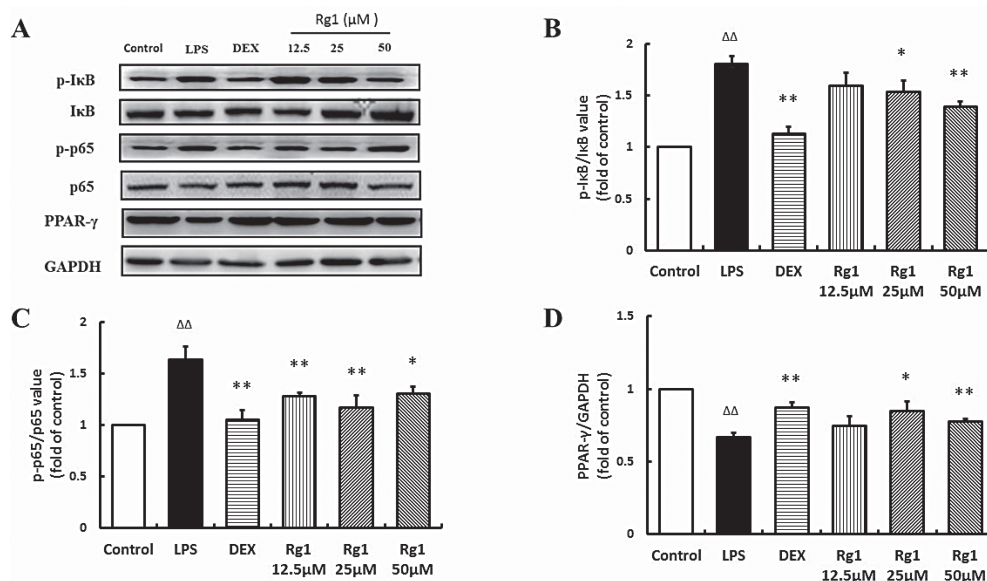 A
Rg1 (μM)
Control LPS DEX 12.5 25 50
p-IκB
IκB
p-p65
p65
PPAR-γ
GAPDH
B
p-IκB/IκB value
(fold of control)
2
1.5
1
0.5
0
ΔΔ
**
*
**
Control LPS DEX Rg1 Rg1 Rg1
12.5μM 25μM 50μM
C
p-p65/p65 value
(fold of control)
2
1.5
1
0.5
0
ΔΔ
**
**
**
*
Control LPS DEX Rg1 Rg1 Rg1
12.5μM 25μM 50μM
D
PPAR-γ/GAPDH
(fold of control)
1.5
1
0.5
0
ΔΔ
**
*
**
Control LPS DEX Rg1 Rg1 Rg1
12.5μM 25μM 50μM